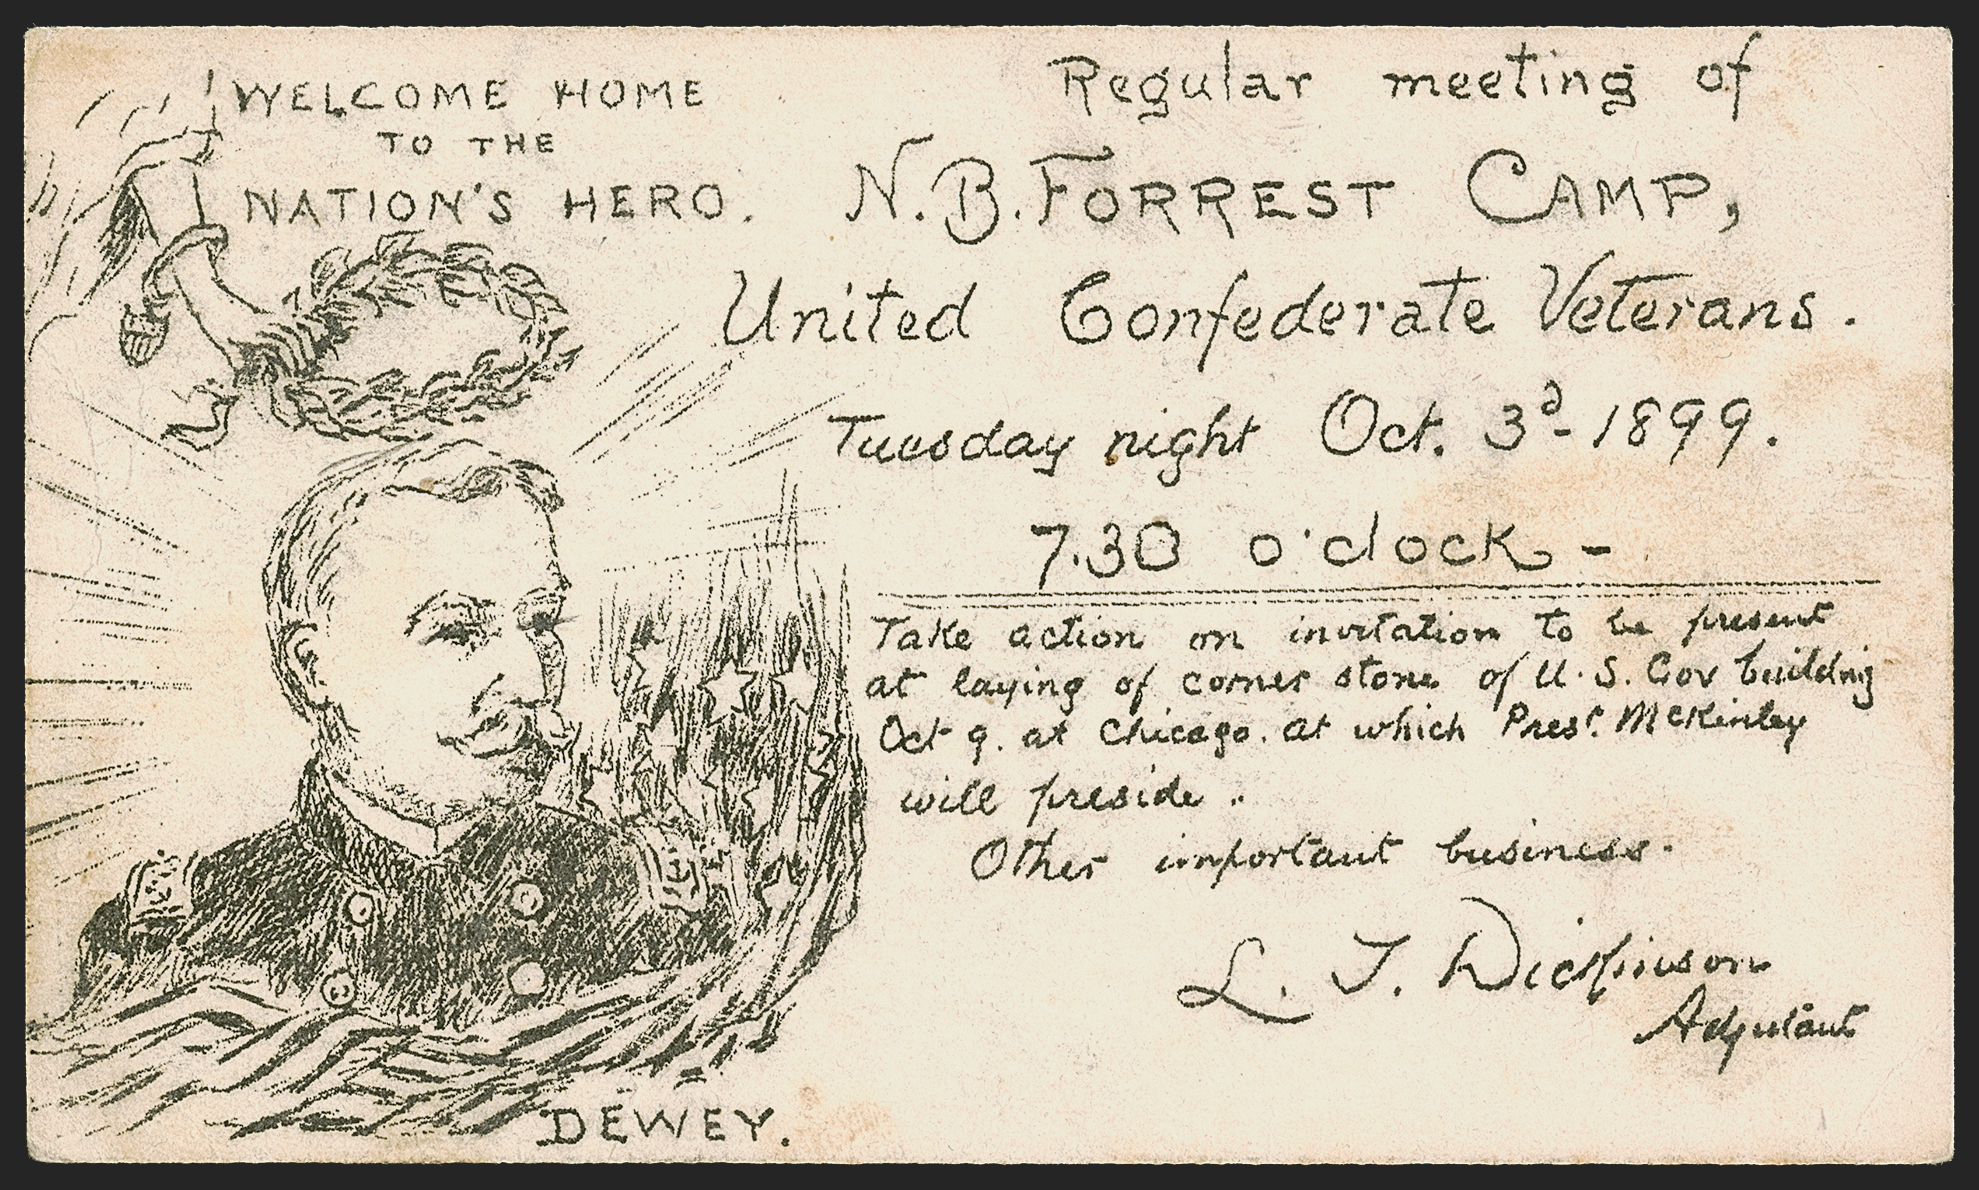 WELCOME HOME
TO THE
NATION'S HERO.
DEWEY.
Regular meeting of
N. B. FORREST CAMP,
United Confederate Veterans.
Tuesday night Oct. 3d - 1899.
7.30 o'clock -
Take action on invitation to be present
at laying of corner stone of U. S. Gov building
Oct 9. at Chicago. at which Prest. McKinley
will preside.
Other important business.
L. T. Dickinson
Adjutant